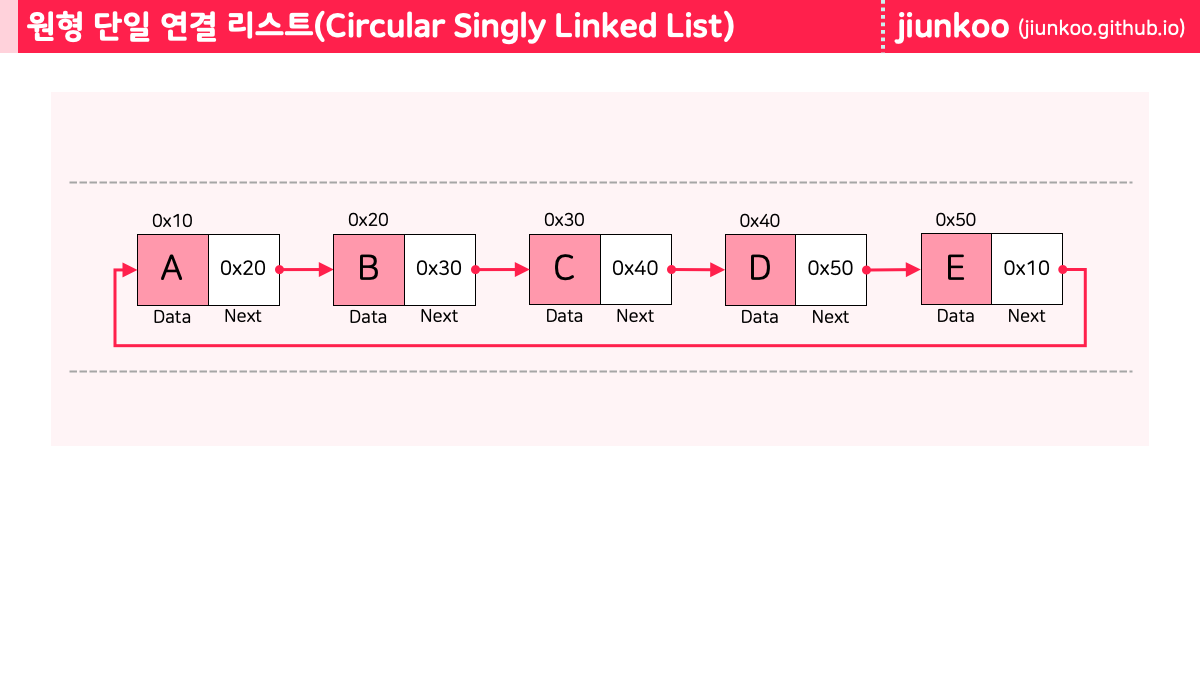 원형 단일 연결 리스트(Circular Singly Linked List)
jiunkoo (jiunkoo.github.io)
0x10 0x20 0x30 0x40 0x50
A 0x20 B 0x30 C 0x40 D 0x50 E 0x10
Data Next Data Next Data Next Data Next Data Next